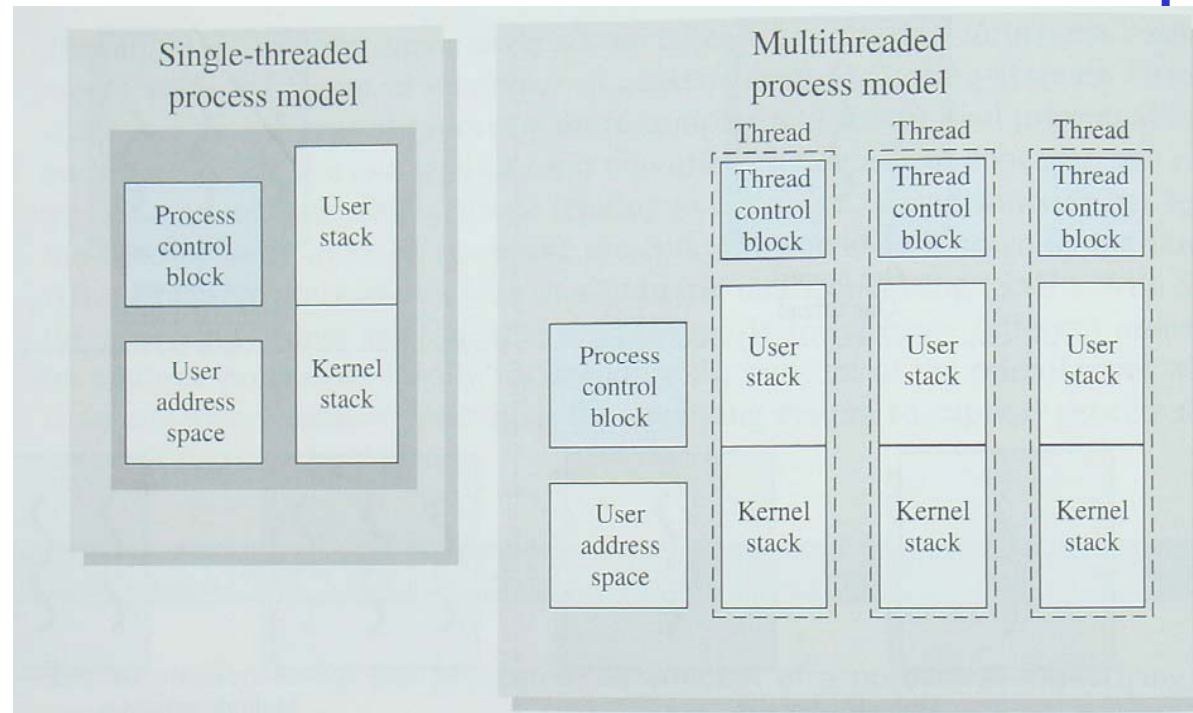 Single-threaded
process model
Process
control
block
User
stack
User
address
space
Kernel
stack
Multithreaded
process model
Thread
Thread
Thread
Thread
control
block
Thread
control
block
Thread
control
block
Process
control
block
User
stack
User
stack
User
stack
User
address
space
Kernel
stack
Kernel
stack
Kernel
stack